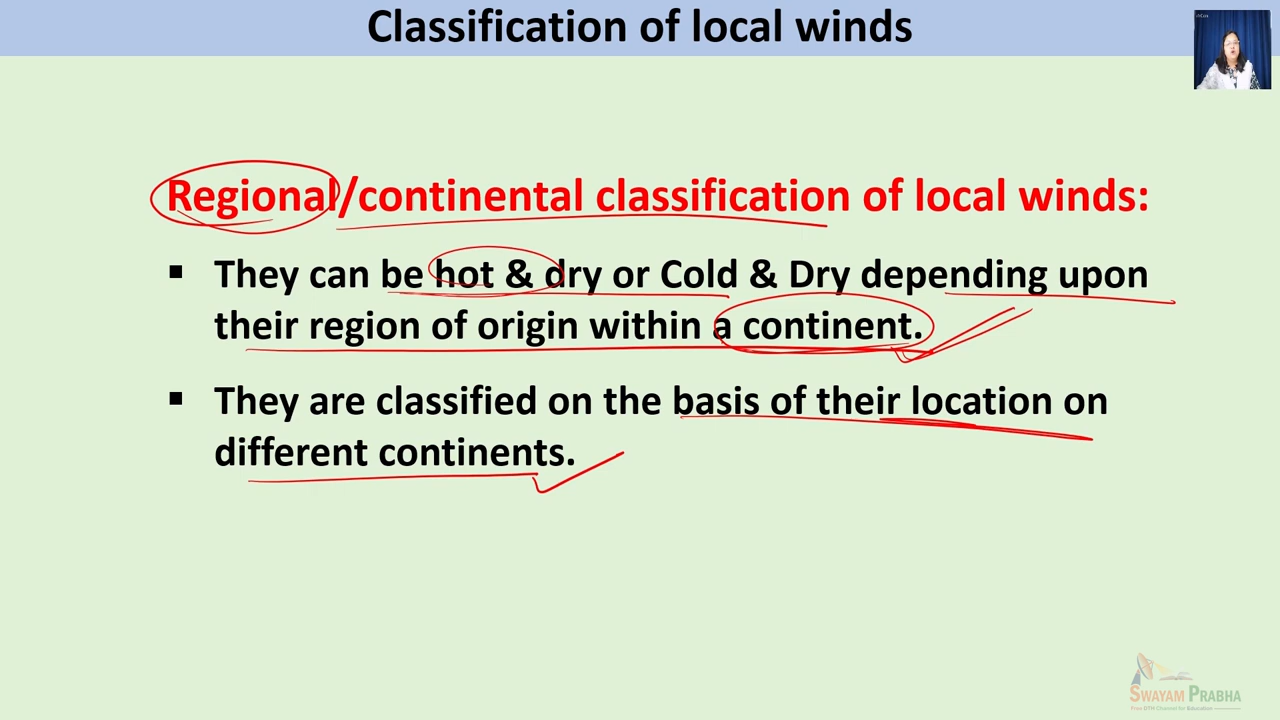 Classification of local winds
Regional/continental classification of local winds:
▪ They can be hot & dry or Cold & Dry depending upon
their region of origin within a continent.
▪ They are classified on the basis of their location on
different continents.
SWAYAM PRABHA
Free DTH Channel for Education